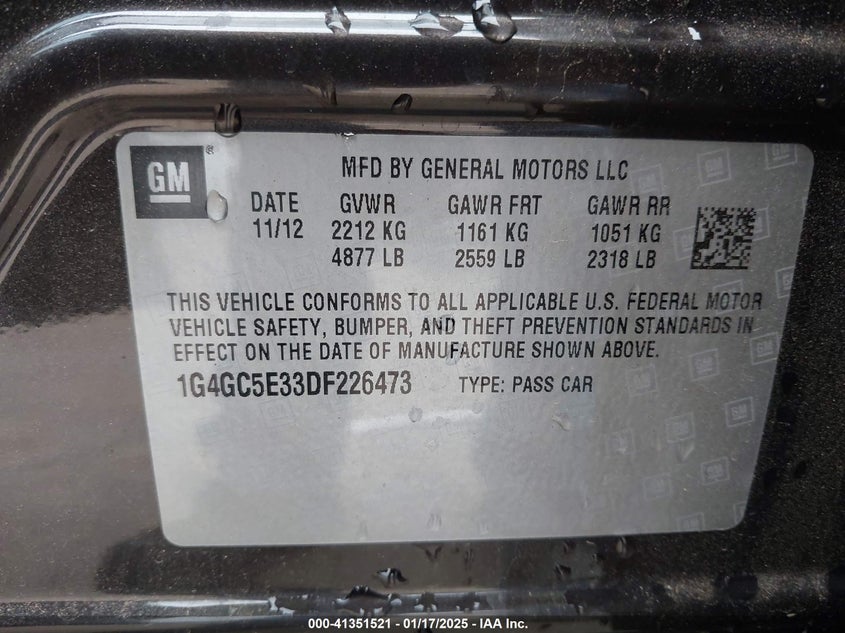 GM ®
MFD BY GENERAL MOTORS LLC
DATE GVWR GAWR FRT GAWR RR
11/12 2212 KG 1161 KG 1051 KG
4877 LB 2559 LB 2318 LB
THIS VEHICLE CONFORMS TO ALL APPLICABLE U.S. FEDERAL MOTOR
VEHICLE SAFETY, BUMPER, AND THEFT PREVENTION STANDARDS IN
EFFECT ON THE DATE OF MANUFACTURE SHOWN ABOVE.
1G4GC5E33DF226473 TYPE: PASS CAR
000-41351521 - 01/17/2025 - IAA Inc.